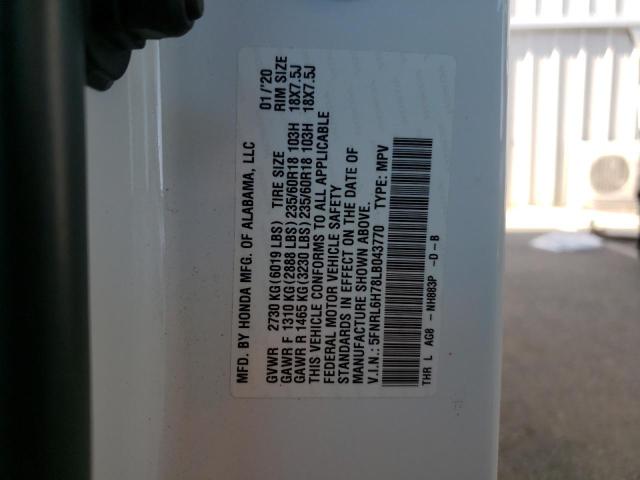 MFD. BY HONDA MFG. OF ALABAMA, LLC 01/'20
GVWR 2730 KG (6019 LBS) TIRE SIZE RIM SIZE
GAWR F 1310 KG (2888 LBS) 235/60R18 103H 18X7.5J
GAWR R 1465 KG (3230 LBS) 235/60R18 103H 18X7.5J
THIS VEHICLE CONFORMS TO ALL APPLICABLE
FEDERAL MOTOR VEHICLE SAFETY
STANDARDS IN EFFECT ON THE DATE OF
MANUFACTURE SHOWN ABOVE.
V.I.N.: 5FNRL6H78LB043770 TYPE: MPV
THR L AG8 - NH883P -D-B